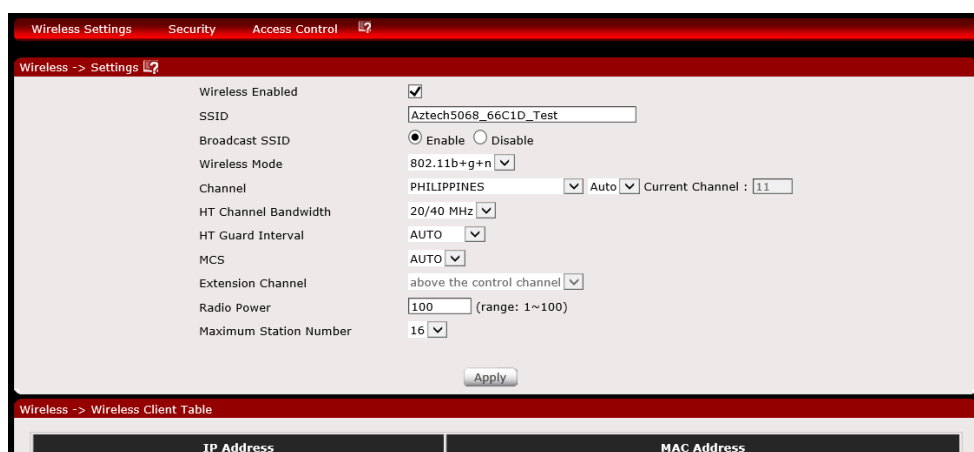 Wireless Settings Security Access Control
Wireless -> Settings
Wireless Enabled
SSID Aztech5068_66C1D_Test
Broadcast SSID Enable Disable
Wireless Mode 802.11b+g+n
Channel PHILIPPINES Auto Current Channel : 11
HT Channel Bandwidth 20/40 MHz
HT Guard Interval AUTO
MCS AUTO
Extension Channel above the control channel
Radio Power 100 (range: 1~100)
Maximum Station Number 16
Apply
Wireless -> Wireless Client Table
IP Address MAC Address